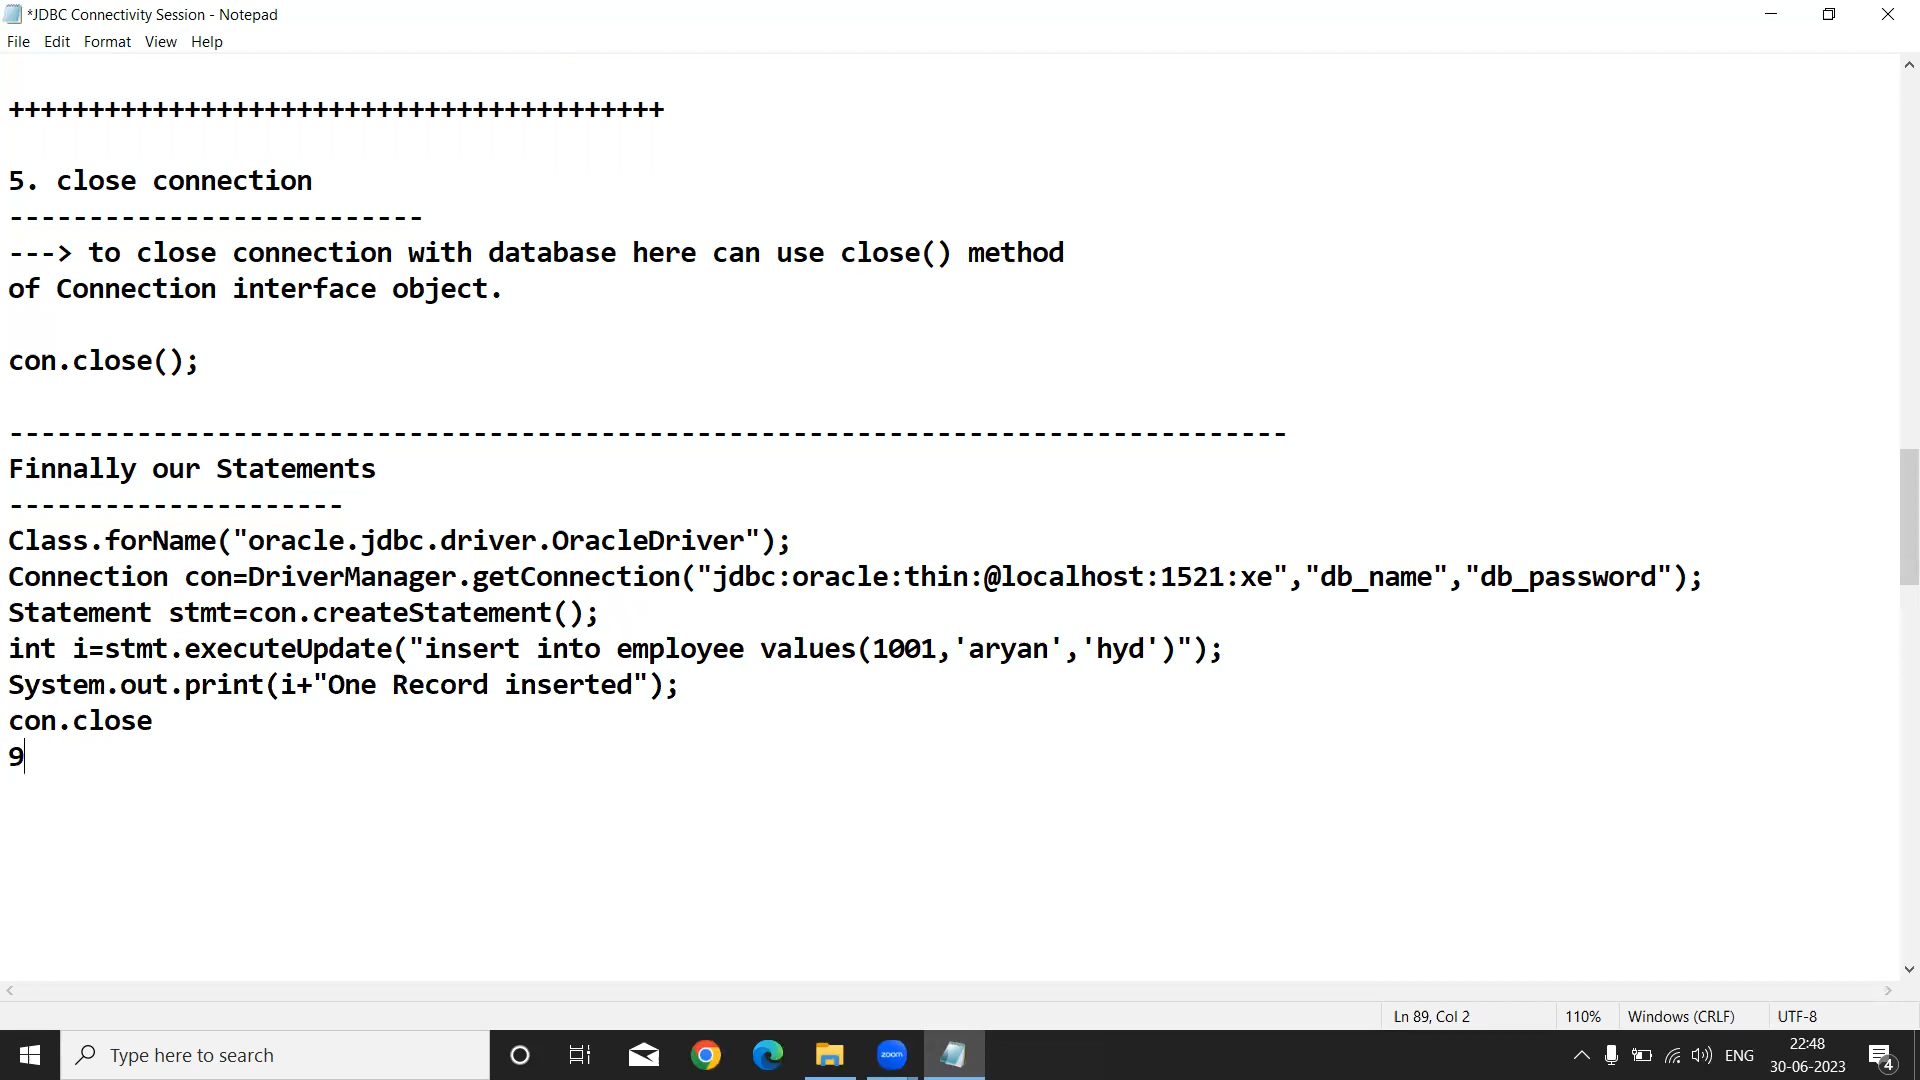 *JDBC Connectivity Session - Notepad
File Edit Format View Help
+++++++++++++++++++++++++++++++++++++++++
5. close connection
--------------------------
---> to close connection with database here can use close() method
of Connection interface object.
con.close();
--------------------------------------------------------------------------------
Finnally our Statements
---------------------
Class.forName("oracle.jdbc.driver.OracleDriver");
Connection con=DriverManager.getConnection("jdbc:oracle:thin:@localhost:1521:xe","db_name","db_password");
Statement stmt=con.createStatement();
int i=stmt.executeUpdate("insert into employee values(1001,'aryan','hyd')");
System.out.print(i+"One Record inserted");
con.close
9
Ln 89, Col 2 110% Windows (CRLF) UTF-8
Type here to search
zoom
ENG
22:48
30-06-2023
4